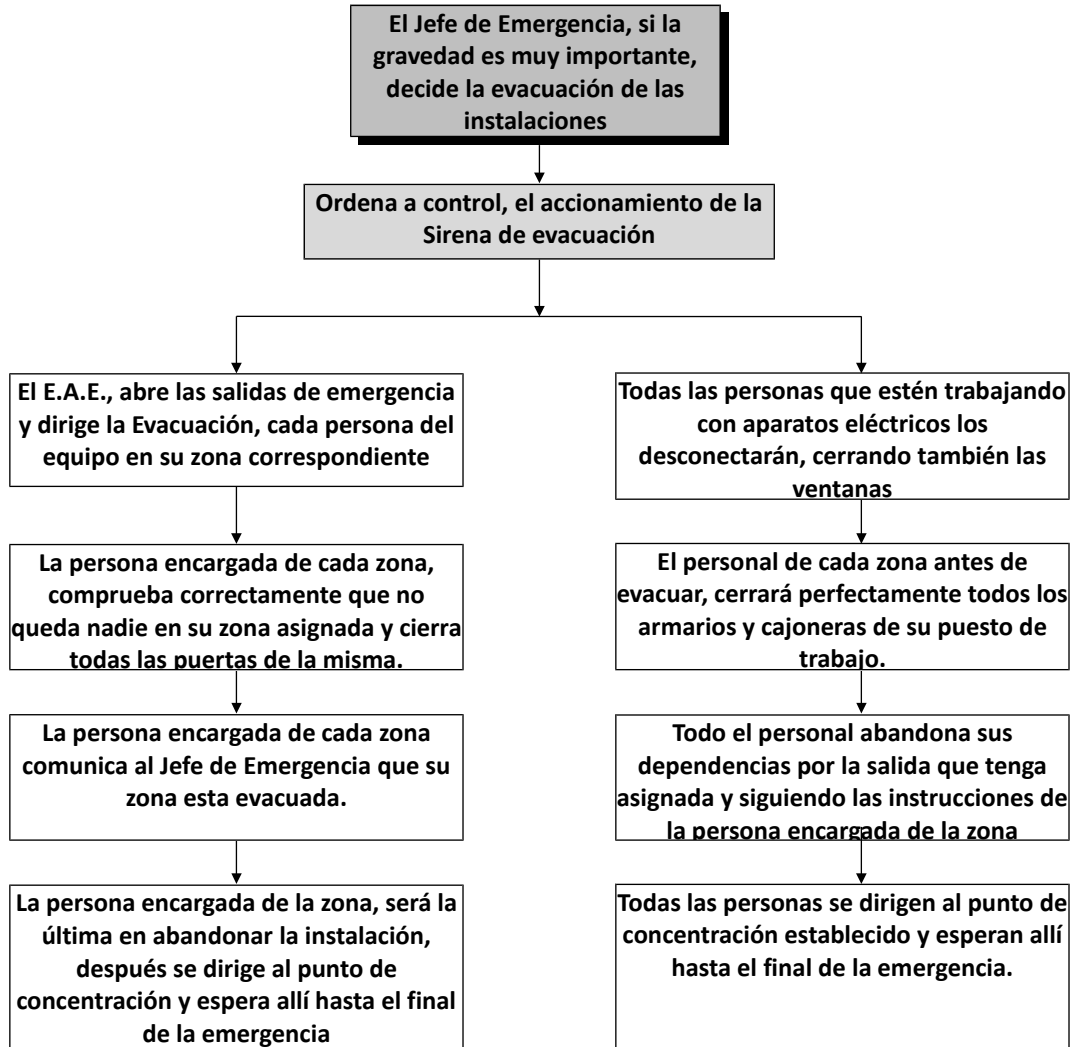 El Jefe de Emergencia, si la
gravedad es muy importante,
decide la evacuación de las
instalaciones
Ordena a control, el accionamiento de la
Sirena de evacuación
El E.A.E., abre las salidas de emergencia
y dirige la Evacuación, cada persona del
equipo en su zona correspondiente
La persona encargada de cada zona,
comprueba correctamente que no
queda nadie en su zona asignada y cierra
todas las puertas de la misma.
La persona encargada de cada zona
comunica al Jefe de Emergencia que su
zona esta evacuada.
La persona encargada de la zona, será la
última en abandonar la instalación,
después se dirige al punto de
concentración y espera allí hasta el final
de la emergencia
Todas las personas que estén trabajando
con aparatos eléctricos los
desconectarán, cerrando también las
ventanas
El personal de cada zona antes de
evacuar, cerrará perfectamente todos los
armarios y cajoneras de su puesto de
trabajo.
Todo el personal abandona sus
dependencias por la salida que tenga
asignada y siguiendo las instrucciones de
la persona encargada de la zona
Todas las personas se dirigen al punto de
concentración establecido y esperan allí
hasta el final de la emergencia.